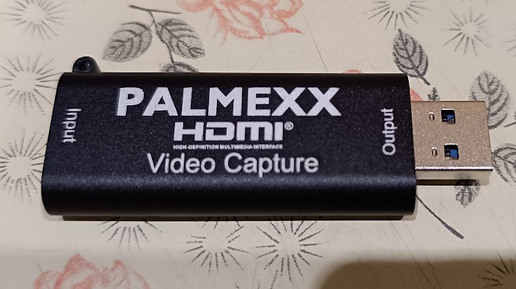 PALMEXX
HDMI®
HIGH-DEFINITION MULTIMEDIA INTERFACE
Video Capture
Input
Output